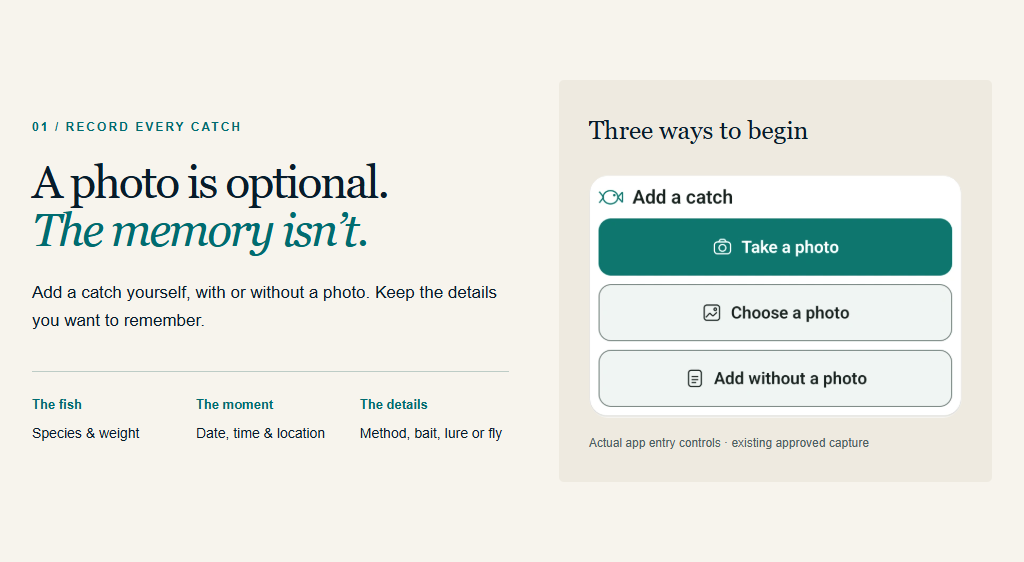 01 / RECORD EVERY CATCH
A photo is optional.
The memory isn’t.
Add a catch yourself, with or without a photo. Keep the details
you want to remember.
The fish
Species & weight
The moment
Date, time & location
The details
Method, bait, lure or fly
Three ways to begin
Add a catch
Take a photo
Choose a photo
Add without a photo
Actual app entry controls · existing approved capture